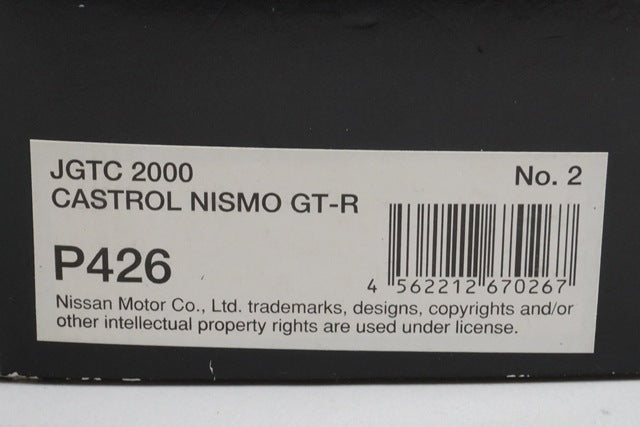 JGTC 2000
No. 2
CASTROL NISMO GT-R
P426
4 562212 670267
Nissan Motor Co., Ltd. trademarks, designs, copyrights and/or
other intellectual property rights are used under license.